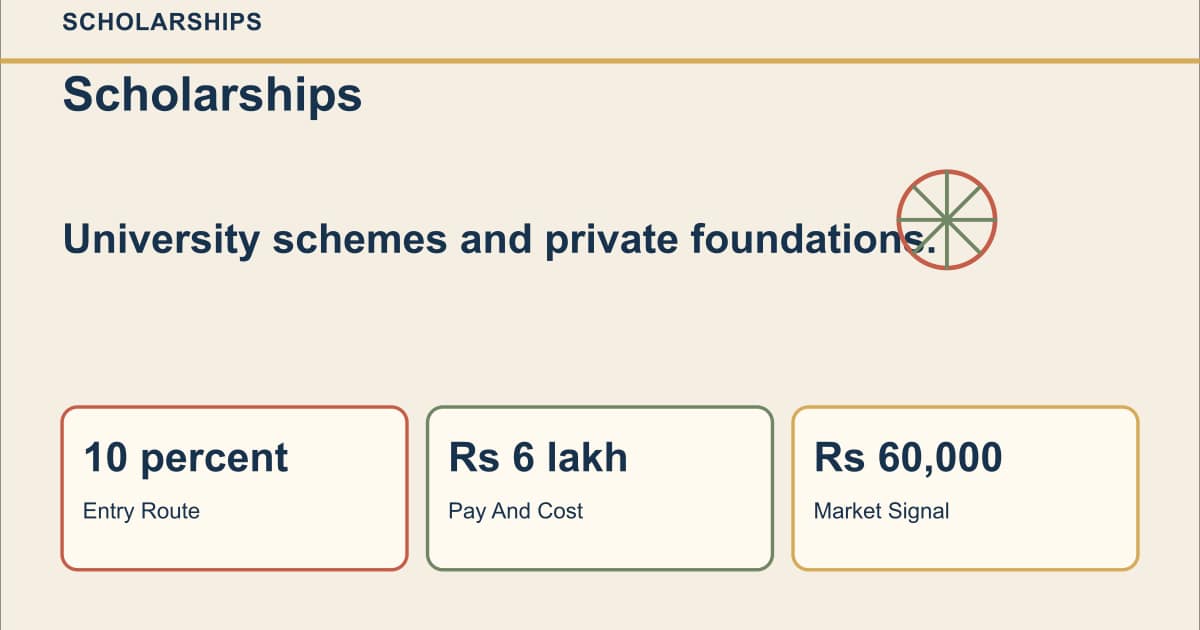 SCHOLARSHIPS
Scholarships
University schemes and private foundations.
10 percent
Entry Route
Rs 6 lakh
Pay And Cost
Rs 60,000
Market Signal